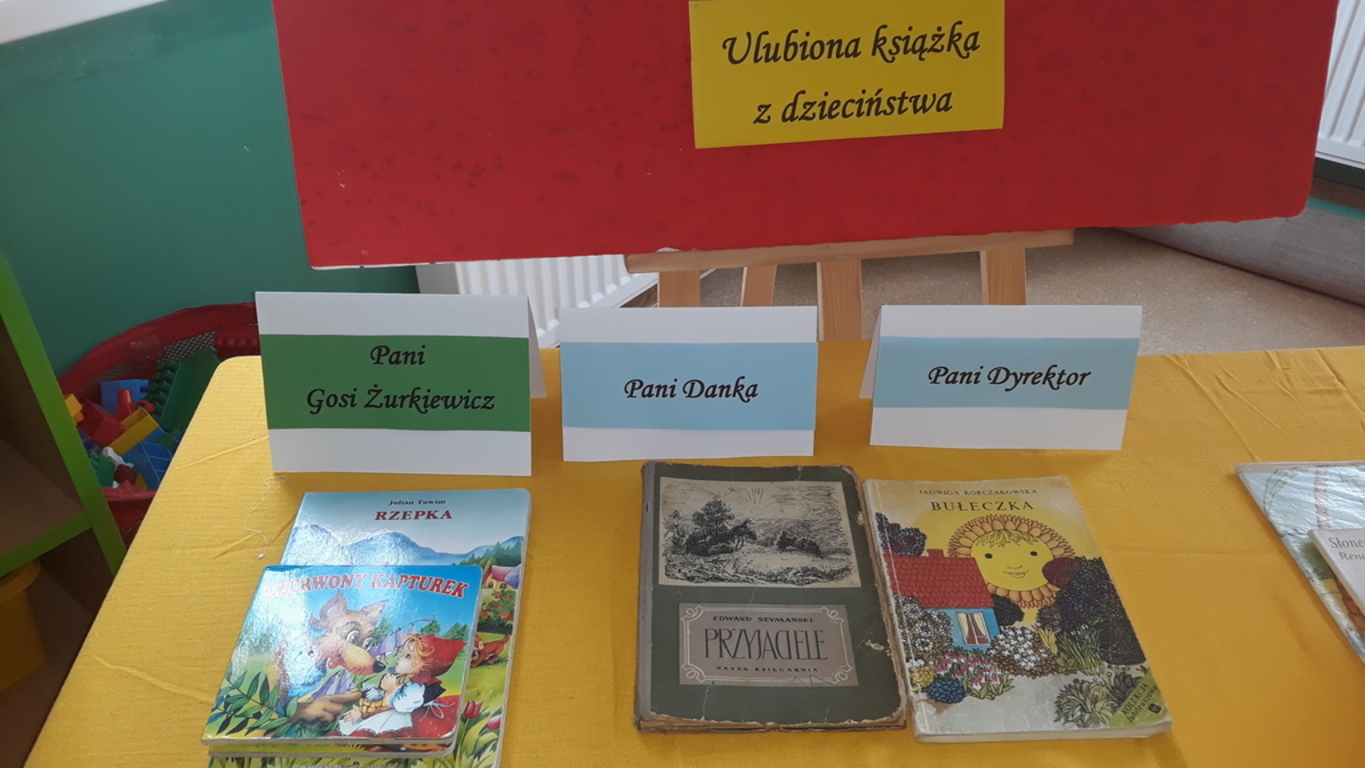 Ulubiona książka
z dzieciństwa
Pani
Gosi Żurkiewicz
Pani Danka
Pani Dyrektor
Julian Tuwim
RZEPKA
CZERWONY KAPTUREK
EDWARD SZYMAŃSKI
PRZYJACIELE
NASZA KSIĘGARNIA
JADWIGA KORCZAKOWSKA
BUŁECZKA
KOLEKCJA